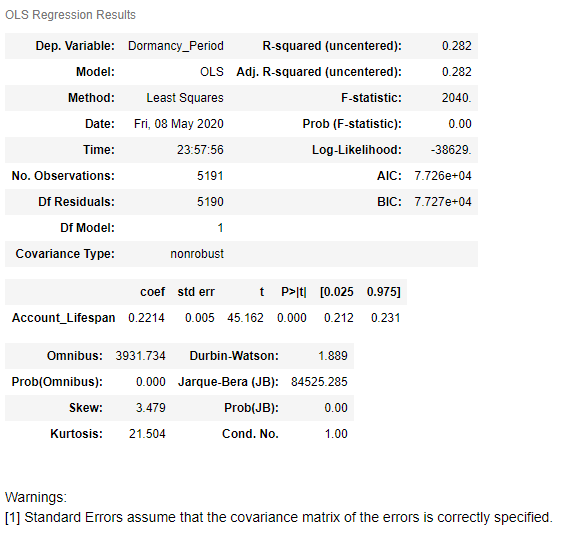 OLS Regression Results
Dep. Variable: Dormancy_Period R-squared (uncentered): 0.282
Model: OLS Adj. R-squared (uncentered): 0.282
Method: Least Squares F-statistic: 2040.
Date: Fri, 08 May 2020 Prob (F-statistic): 0.00
Time: 23:57:56 Log-Likelihood: -38629.
No. Observations: 5191 AIC: 7.726e+04
Df Residuals: 5190 BIC: 7.727e+04
Df Model: 1
Covariance Type: nonrobust
coef std err t P>|t| [0.025 0.975]
Account_Lifespan 0.2214 0.005 45.162 0.000 0.212 0.231
Omnibus: 3931.734 Durbin-Watson: 1.889
Prob(Omnibus): 0.000 Jarque-Bera (JB): 84525.285
Skew: 3.479 Prob(JB): 0.00
Kurtosis: 21.504 Cond. No. 1.00
Warnings:
[1] Standard Errors assume that the covariance matrix of the errors is correctly specified.